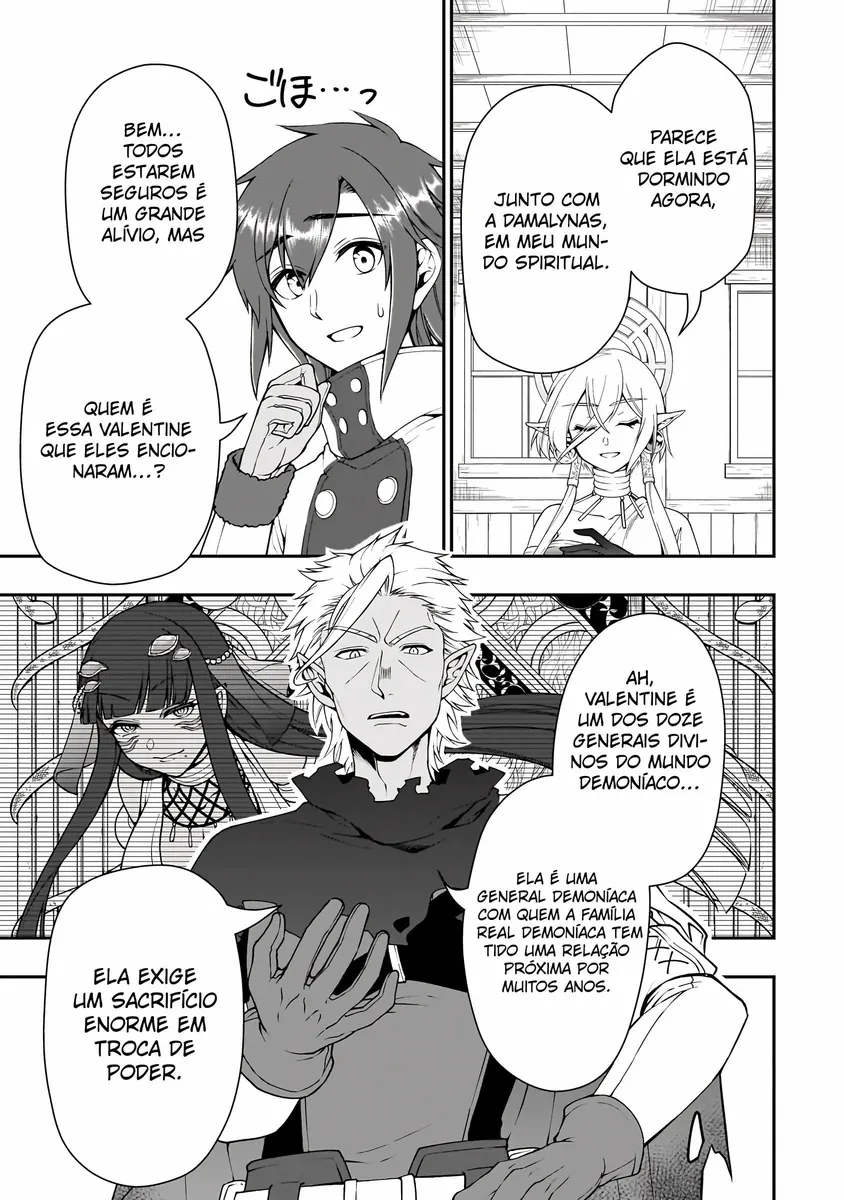 PARECE
QUE ELA ESTÁ
DORMINDO
AGORA,
JUNTO COM
A DAMALYNAS,
EM MEU MUN-
DO SPIRITUAL.
ごほ…っ
BEM...
TODOS
ESTAREM
SEGUROS É
UM GRANDE
ALÍVIO, MAS
QUEM É
ESSA VALENTINE
QUE ELES ENCIO-
NARAM...?
AH,
VALENTINE É
UM DOS DOZE
GENERAIS DIVI-
NOS DO MUNDO
DEMONÍACO...
ELA É UMA
GENERAL DEMONÍACA
COM QUEM A FAMÍLIA
REAL DEMONÍACA TEM
TIDO UMA RELAÇÃO
PRÓXIMA POR
MUITOS ANOS.
ELA EXIGE
UM SACRIFÍCIO
ENORME EM
TROCA DE
PODER.